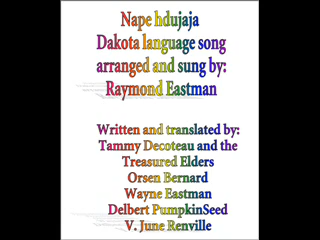 Nape hdujaja
Dakota language song
arranged and sung by:
Raymond Eastman
Written and translated by:
Tammy Decoteau and the
Treasured Elders
Orsen Bernard
Wayne Eastman
Delbert PumpkinSeed
V. June Renville